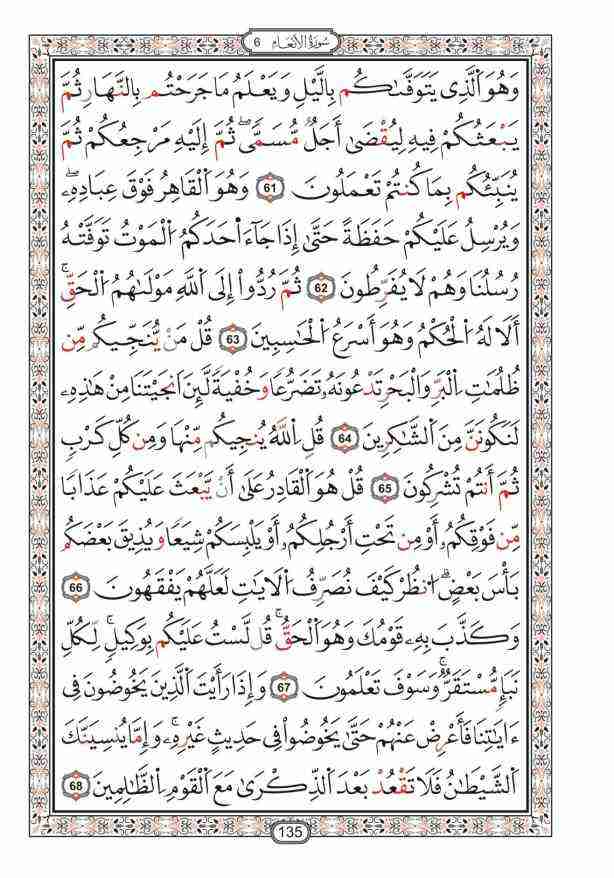 سُورَةُ الأَنْعَامِ 6
وَهُوَ ٱلَّذِى يَتَوَفَّىٰكُم بِٱلَّيْلِ وَيَعْلَمُ مَا جَرَحْتُم بِٱلنَّهَارِ ثُمَّ
يَبْعَثُكُمْ فِيهِ لِيُقْضَىٰٓ أَجَلٌ مُّسَمًّى ۖ ثُمَّ إِلَيْهِ مَرْجِعُكُمْ ثُمَّ
يُنَبِّئُكُم بِمَا كُنتُمْ تَعْمَلُونَ 61 وَهُوَ ٱلْقَاهِرُ فَوْقَ عِبَادِهِۦ ۖ
وَيُرْسِلُ عَلَيْكُمْ حَفَظَةً حَتَّىٰٓ إِذَا جَآءَ احَدَكُمُ ٱلْمَوْتُ تَوَفَّتْهُ
رُسُلُنَا وَهُمْ لَا يُفَرِّطُونَ 62 ثُمَّ رُدُّوٓا۟ إِلَى ٱللَّهِ مَوْلَىٰهُمُ ٱلْحَقِّ ۚ
أَلَا لَهُ ٱلْحُكْمُ وَهُوَ أَسْرَعُ ٱلْحَٰسِبِينَ 63 قُلْ مَنْ يُّنَجِّيكُم مِّن
ظُلُمَٰتِ ٱلْبَرِّ وَٱلْبَحْرِ تَدْعُونَهُۥ تَضَرُّعًا وَخُفْيَةً لَّئِنَ انجَيْتَنَا مِنْ هَٰذِهِۦ
لَنَكُونَنَّ مِنَ ٱلشَّٰكِرِينَ 64 قُلِ ٱللَّهُ يُنجِيكُم مِّنْهَا وَمِن كُلِّ كَرْبٍ
ثُمَّ أَنتُمْ تُشْرِكُونَ 65 قُلْ هُوَ ٱلْقَادِرُ عَلَىٰٓ أَنْ يَّبْعَثَ عَلَيْكُمْ عَذَابًا
مِّن فَوْقِكُمُۥٓ أَوْ مِن تَحْتِ أَرْجُلِكُمُۥٓ أَوْ يَلْبِسَكُمْ شِيَعًا وَيُذِيقَ بَعْضَكُم
بَأْسَ بَعْضٍ ۗ ٱنظُرْ كَيْفَ نُصَرِّفُ ٱلْءَايَٰتِ لَعَلَّهُمْ يَفْقَهُونَ 66
وَكَذَّبَ بِهِۦ قَوْمُكَ وَهُوَ ٱلْحَقُّ ۚ قُل لَّسْتُ عَلَيْكُم بِوَكِيلٍ ۚ لِّكُلِّ
نَبَإٍ مُّسْتَقَرٌّ ۚ وَسَوْفَ تَعْلَمُونَ 67 وَإِذَا رَأَيْتَ ٱلَّذِينَ يَخُوضُونَ فِىٓ
ءَايَٰتِنَا فَأَعْرِضْ عَنْهُمْ حَتَّىٰ يَخُوضُوا۟ فِى حَدِيثٍ غَيْرِهِۦ ۚ وَإِمَّا يُنسِيَنَّكَ
ٱلشَّيْطَٰنُ فَلَا تَقْعُدْ بَعْدَ ٱلذِّكْرَىٰ مَعَ ٱلْقَوْمِ ٱلظَّٰلِمِينَ 68
135